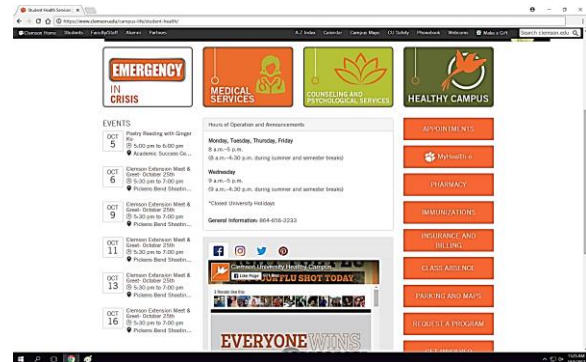 Student Health Services
https://www.clemson.edu/campus-life/student-health/
Clemson Home Students Faculty/Staff Alumni Partners
A-Z Index Calendar Campus Maps CU Safety Phonebook Webcams Make a Gift Search clemson.edu
EMERGENCY
IN
CRISIS
MEDICAL
SERVICES
COUNSELING AND
PSYCHOLOGICAL SERVICES
HEALTHY CAMPUS
EVENTS
OCT
5
Poetry Reading with Ginger
Ko
5:00 pm to 6:00 pm
Academic Success Ce...
OCT
6
Clemson Extension Meet &
Greet- October 25th
5:30 pm to 7:00 pm
Pickens Bend Sheatin...
OCT
9
Clemson Extension Meet &
Greet- October 25th
5:30 pm to 7:00 pm
Pickens Bend Sheatin...
OCT
11
Clemson Extension Meet &
Greet- October 25th
5:30 pm to 7:00 pm
Pickens Bend Sheatin...
OCT
13
Clemson Extension Meet &
Greet- October 25th
5:30 pm to 7:00 pm
Pickens Bend Sheatin...
OCT
16
Clemson Extension Meet &
Greet- October 25th
5:30 pm to 7:00 pm
Pickens Bend Sheatin...
Hours of Operation and Announcements
Monday, Tuesday, Thursday, Friday
8 a.m.-5 p.m.
(8 a.m.-4:30 p.m. during summer and semester breaks)
Wednesday
9 a.m.-5 p.m.
(9 a.m.-4:30 p.m. during summer and semester breaks)
*Closed University Holidays
General Information: 864-656-2233
Clemson University Healthy Campus
Like Page
FLU SHOT TODAY
EVERYONE WINS
APPOINTMENTS
MyHealth-e
PHARMACY
IMMUNIZATIONS
INSURANCE AND
BILLING
CLASS ABSENCE
PARKING AND MAPS
REQUEST A PROGRAM
GET INVOLVED